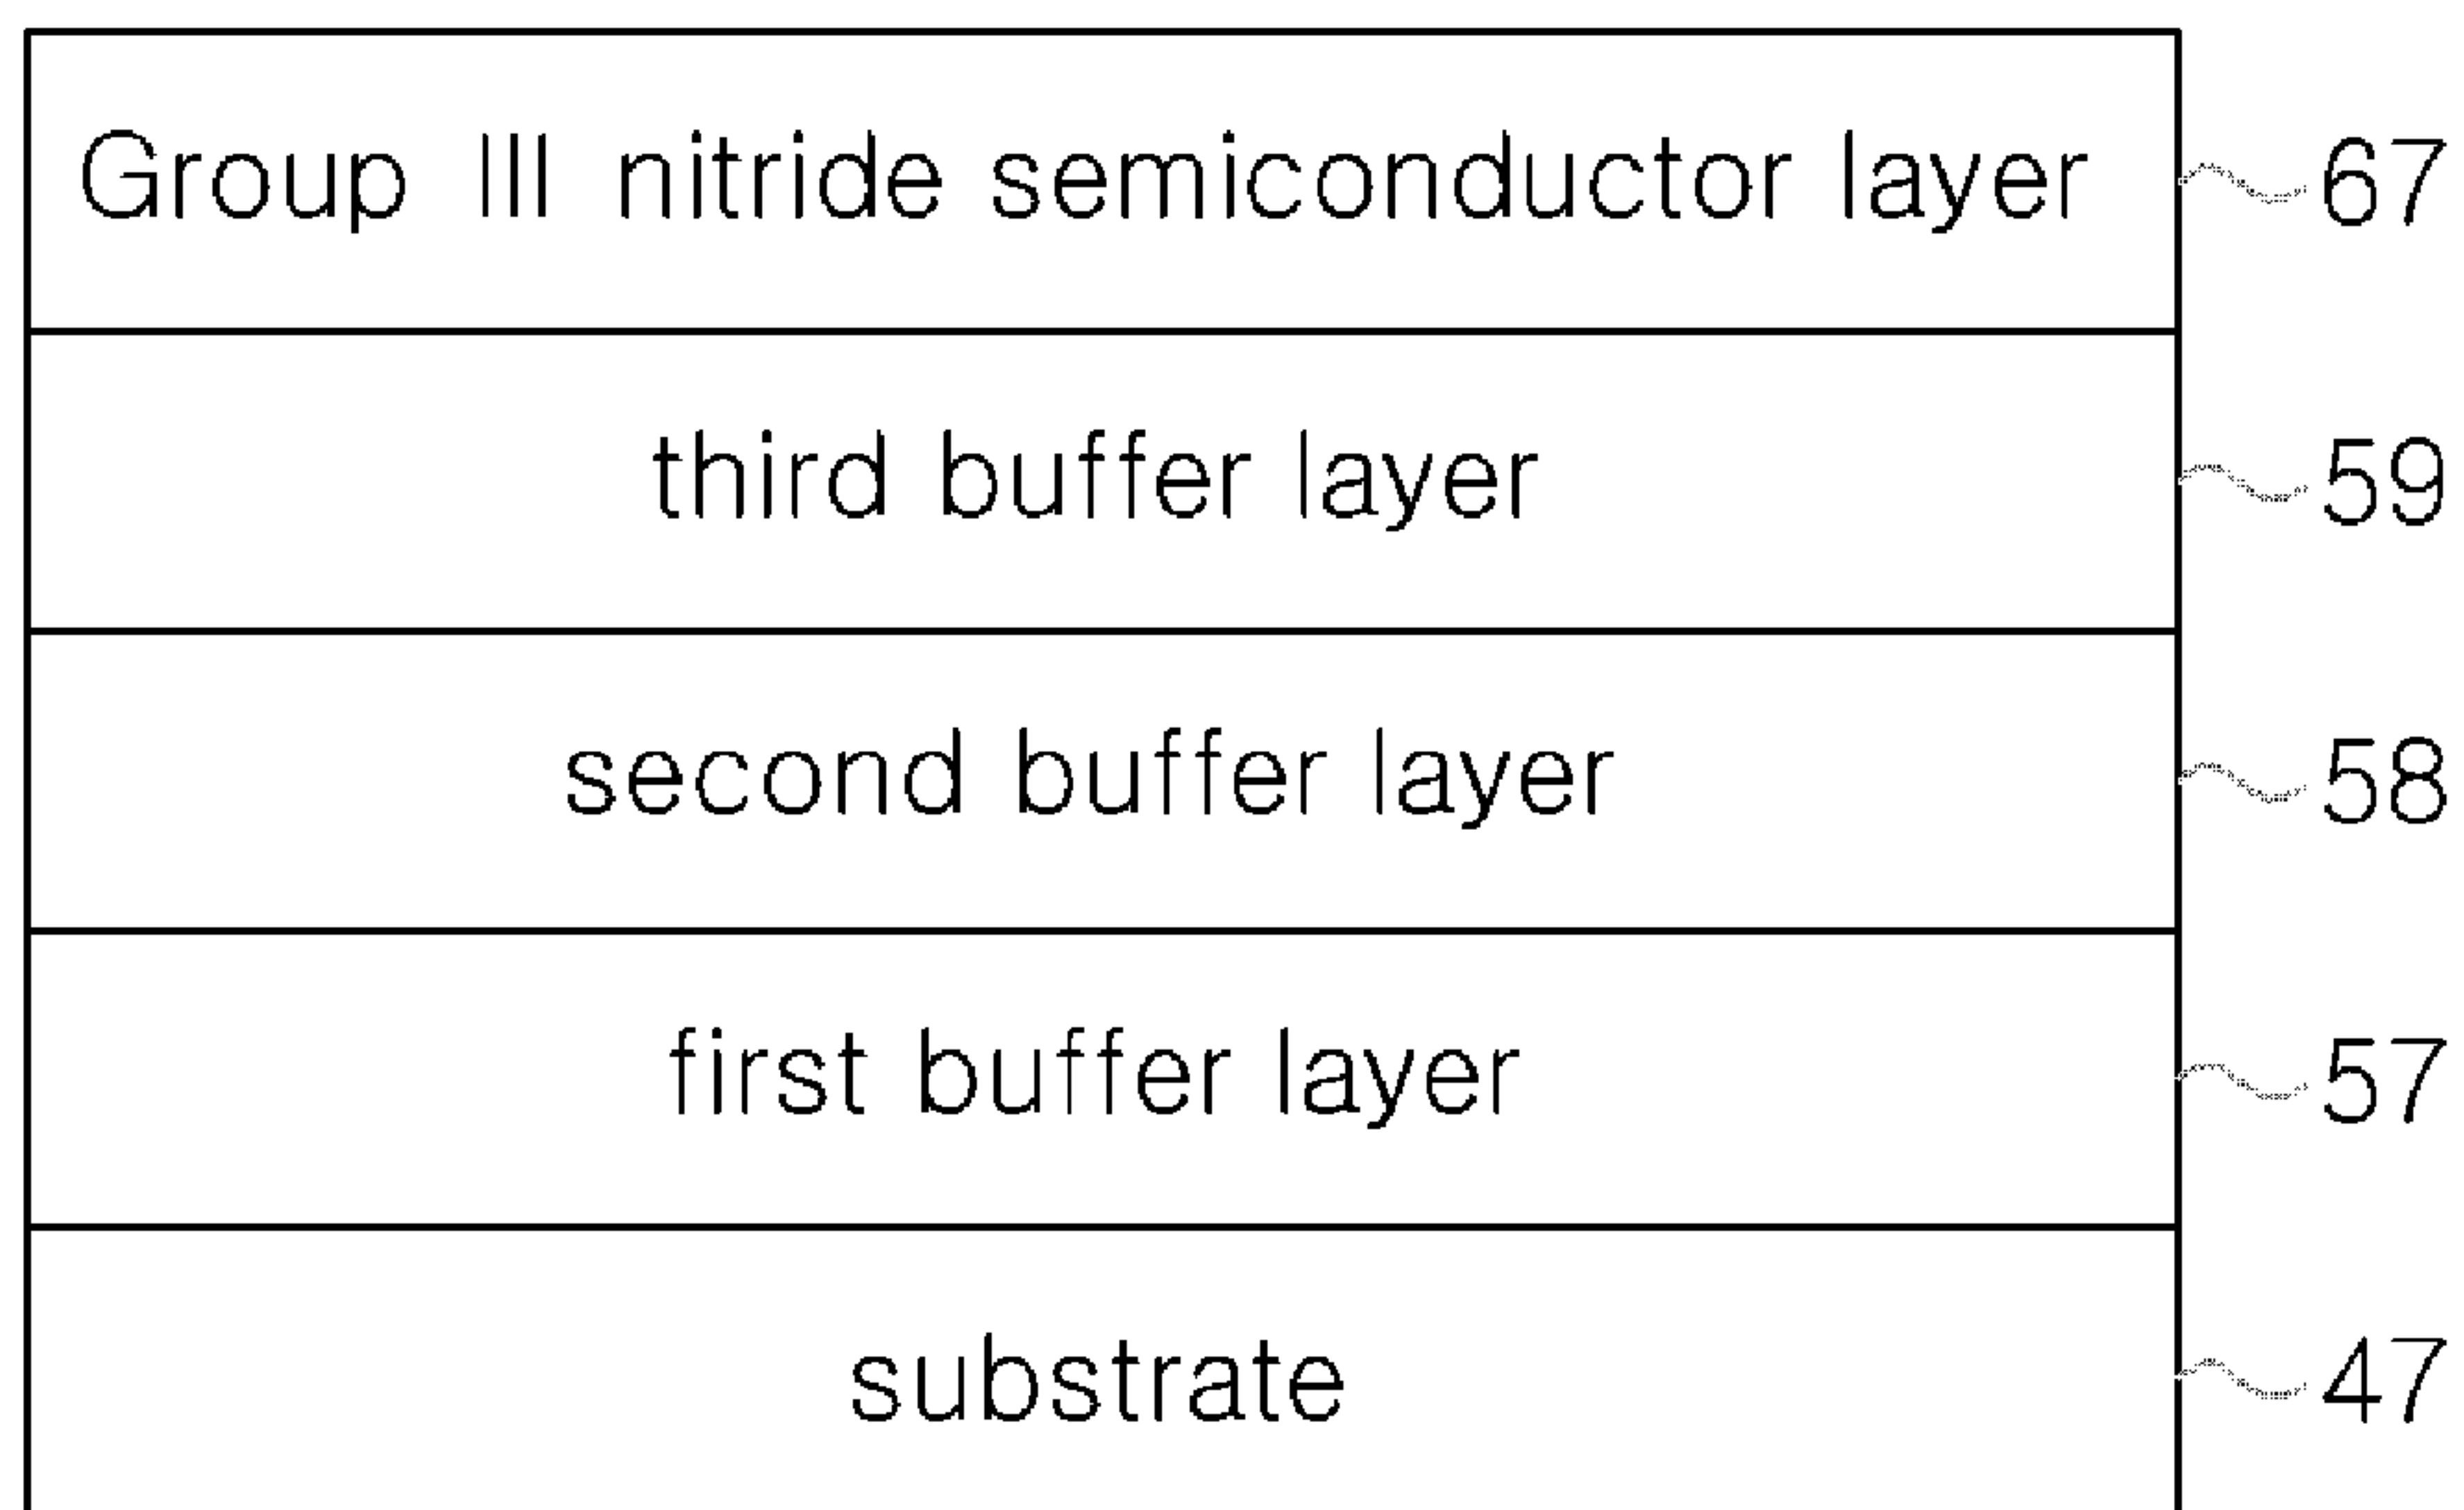 Group III nitride semiconductor layer 67
third buffer layer 59
second buffer layer 58
first buffer layer 57
substrate 47